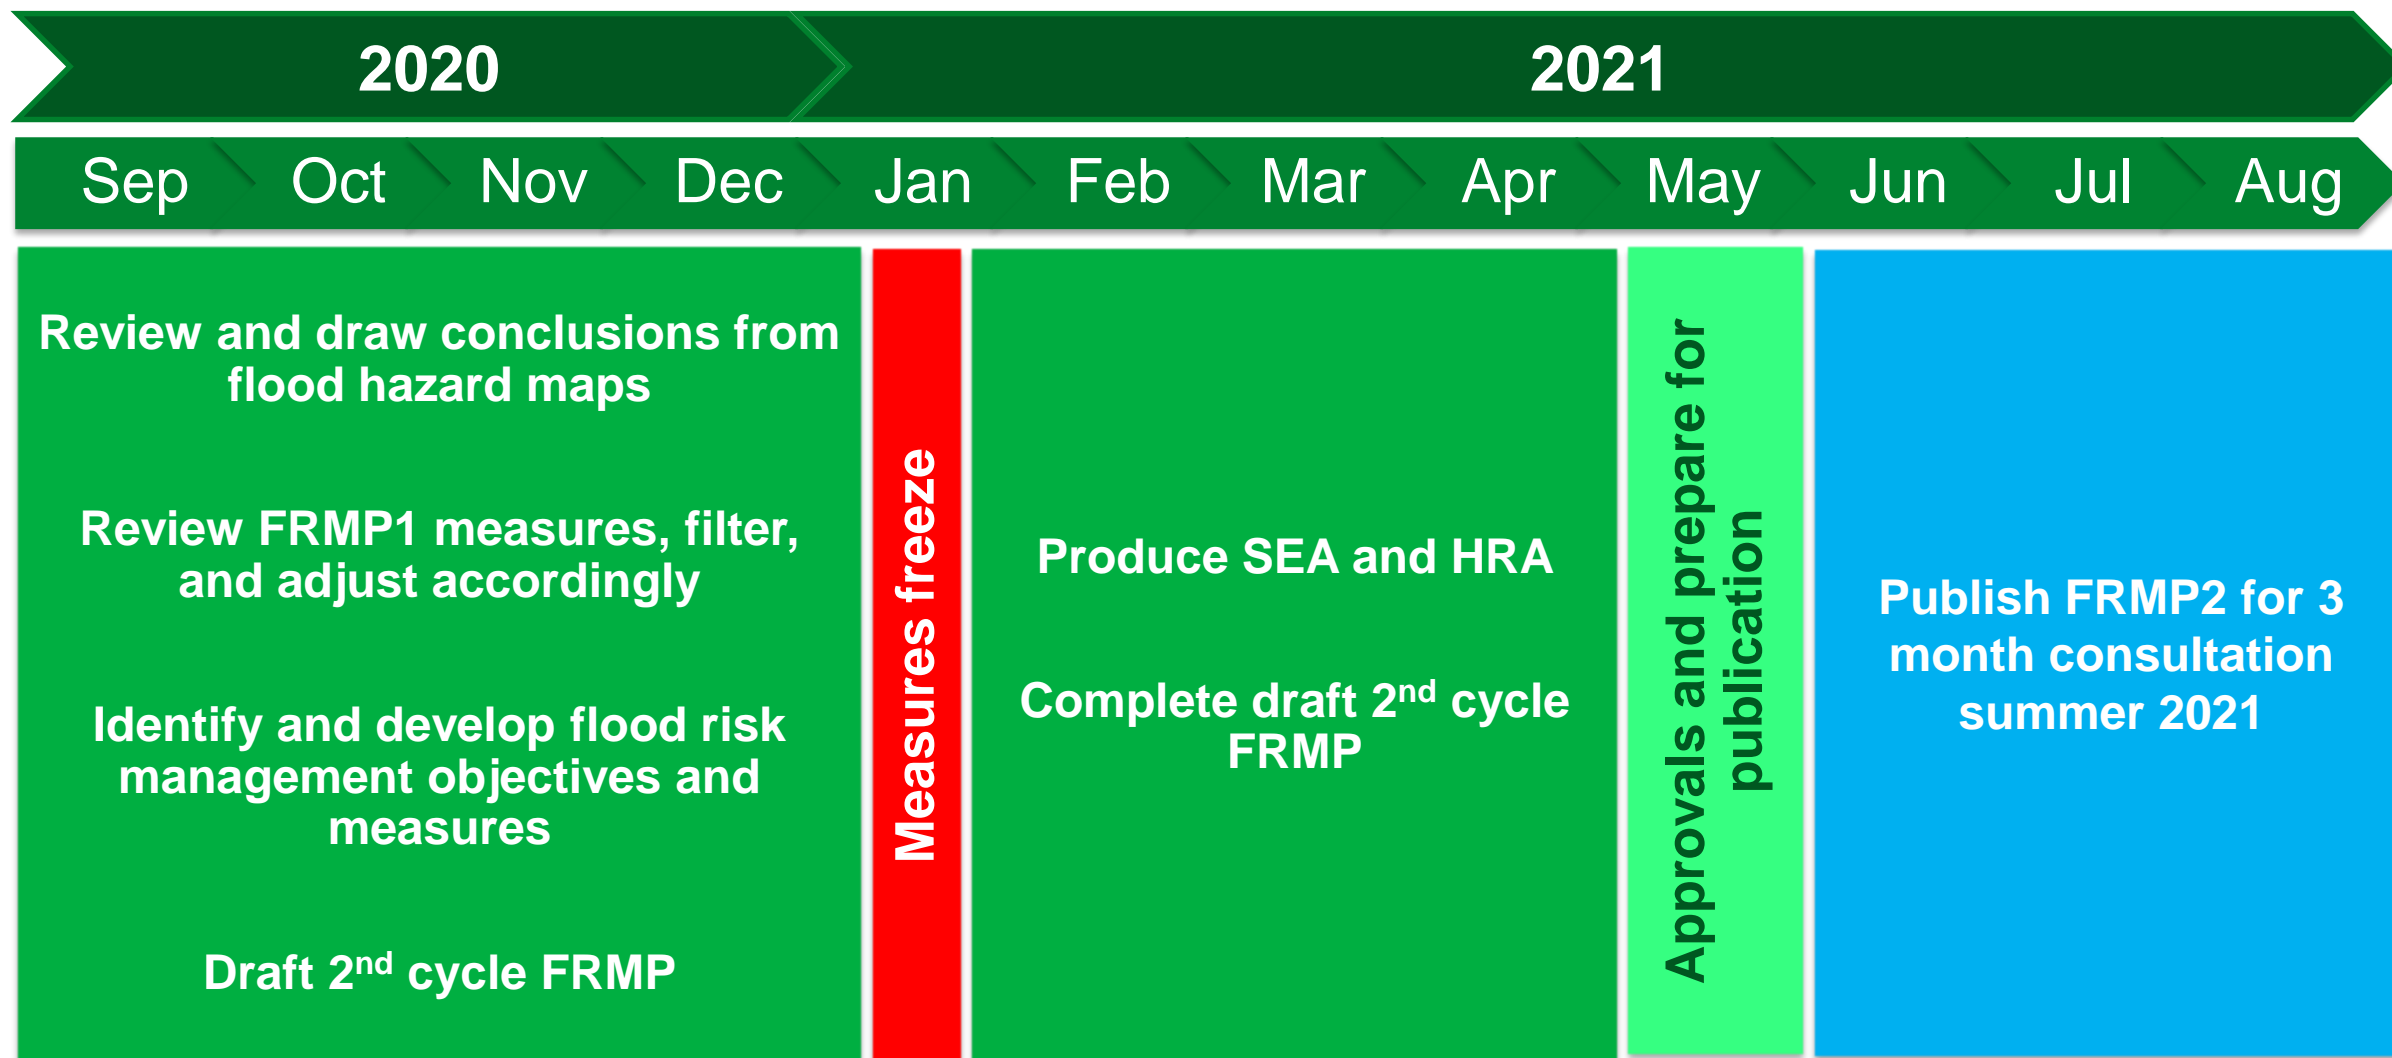 2020
2021
Sep Oct Nov Dec Jan Feb Mar Apr May Jun Jul Aug
Review and draw conclusions from
flood hazard maps
Review FRMP1 measures, filter,
and adjust accordingly
Identify and develop flood risk
management objectives and
measures
Draft 2nd cycle FRMP
Measures freeze
Produce SEA and HRA
Complete draft 2nd cycle
FRMP
Approvals and prepare for
publication
Publish FRMP2 for 3
month consultation
summer 2021